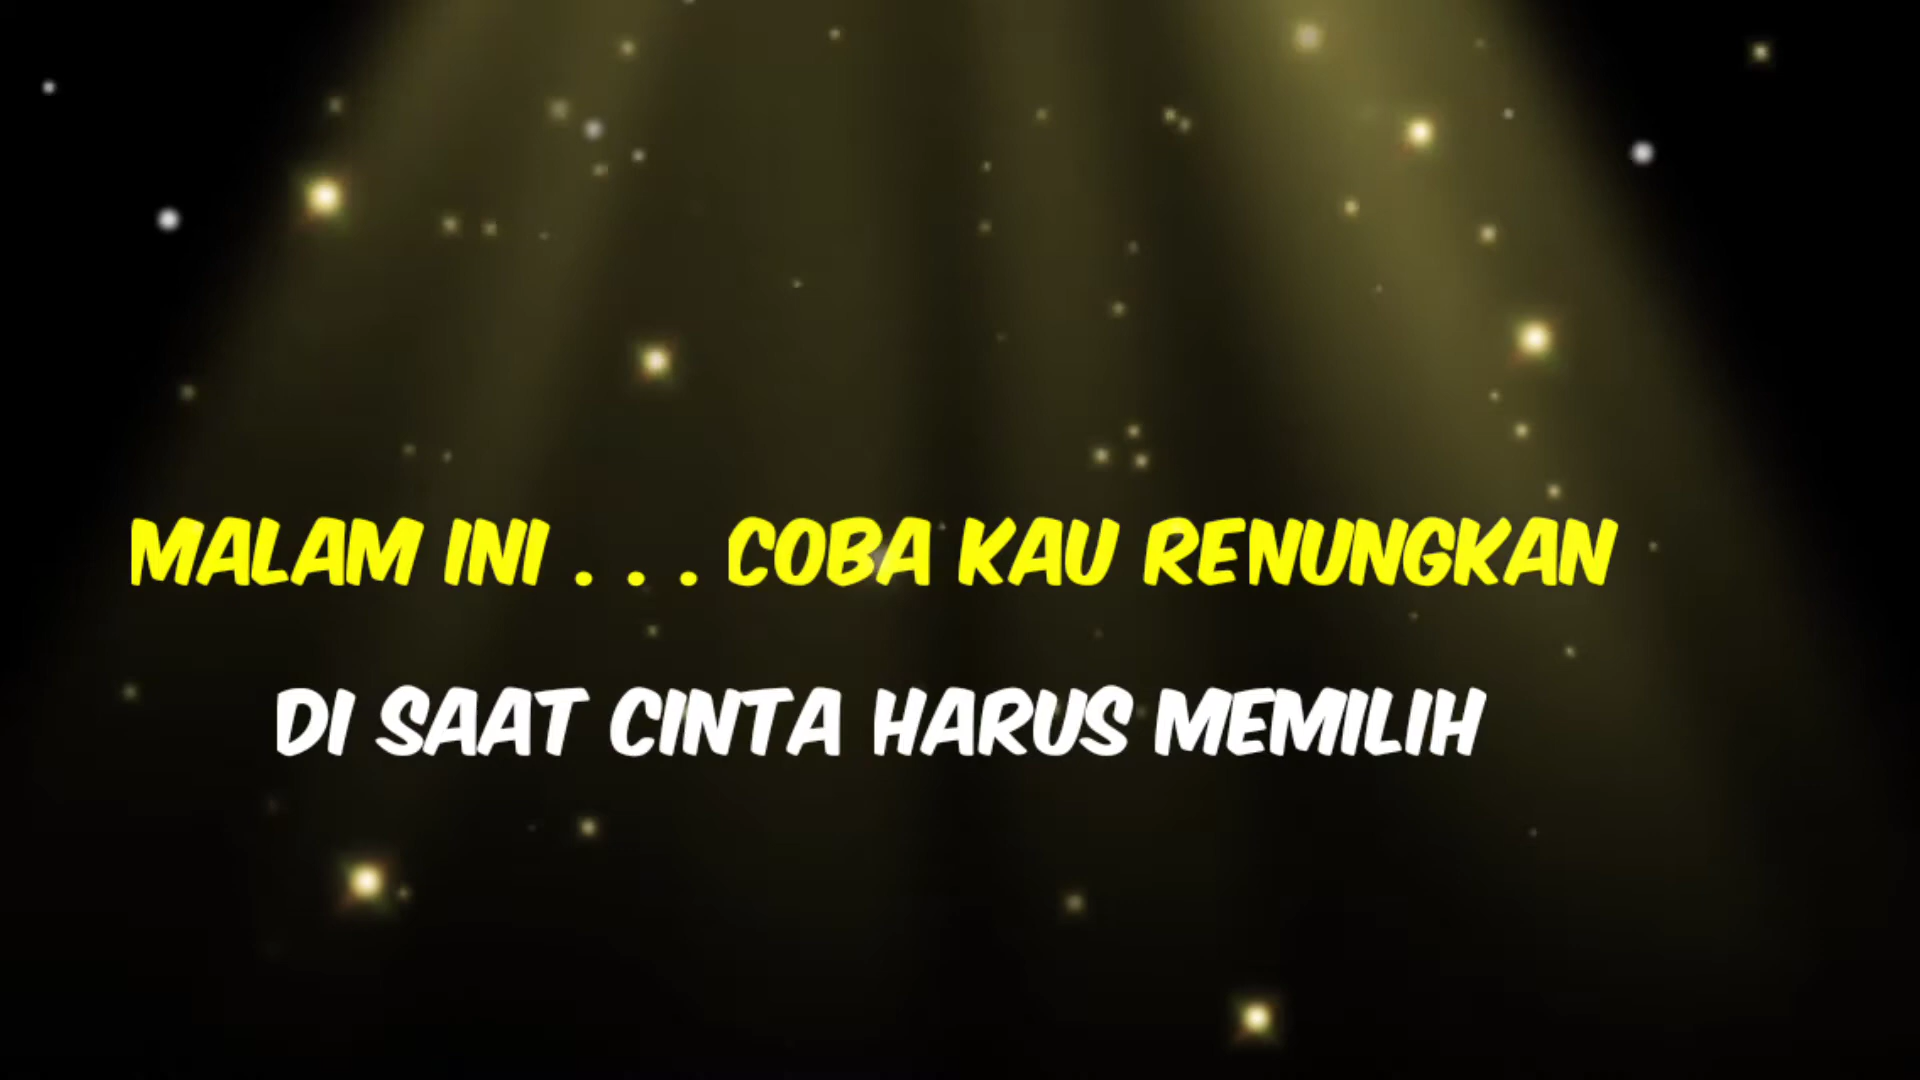 MALAM INI . . . COBA KAU RENUNGKAN
DI SAAT CINTA HARUS MEMILIH